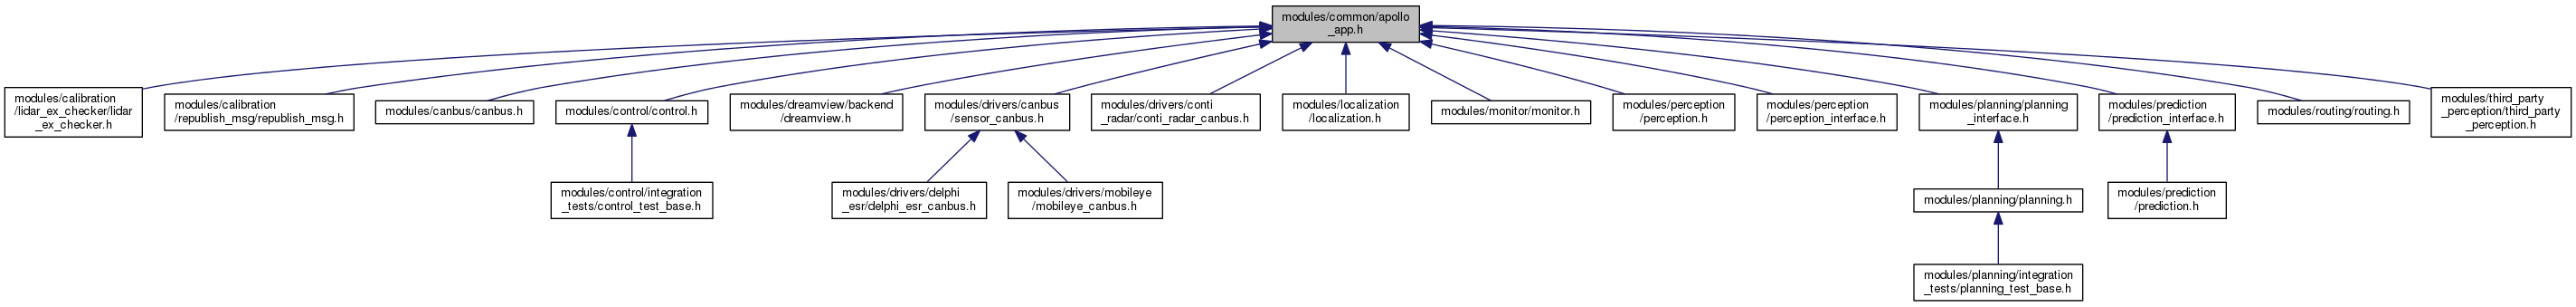 modules/common/apollo
_app.h
modules/calibration
/lidar_ex_checker/lidar
_ex_checker.h
modules/calibration
/republish_msg/republish_msg.h
modules/canbus/canbus.h
modules/control/control.h
modules/dreamview/backend
/dreamview.h
modules/drivers/canbus
/sensor_canbus.h
modules/drivers/conti
_radar/conti_radar_canbus.h
modules/localization
/localization.h
modules/monitor/monitor.h
modules/perception
/perception.h
modules/perception
/perception_interface.h
modules/planning/planning
_interface.h
modules/prediction
/prediction_interface.h
modules/routing/routing.h
modules/third_party
_perception/third_party
_perception.h
modules/control/integration
_tests/control_test_base.h
modules/drivers/delphi
_esr/delphi_esr_canbus.h
modules/drivers/mobileye
/mobileye_canbus.h
modules/planning/planning.h
modules/prediction
/prediction.h
modules/planning/integration
_tests/planning_test_base.h